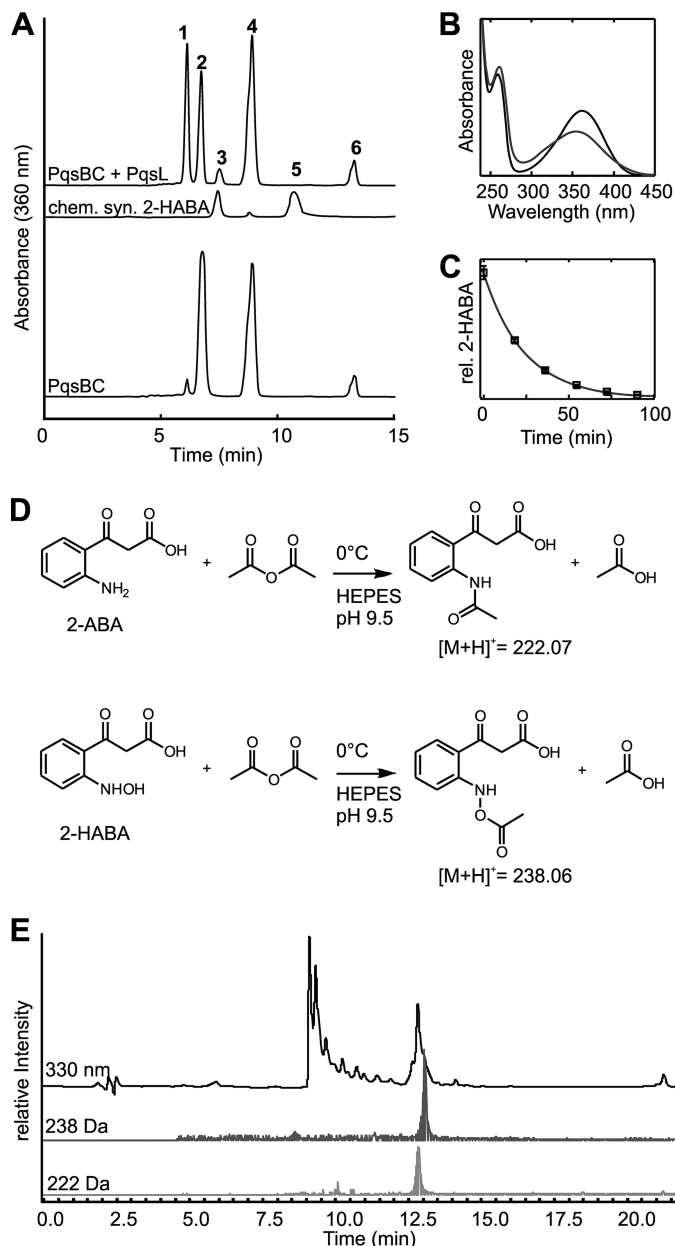 A
Absorbance (360 nm)
1
2
3
4
5
6
PqsBC + PqsL
chem. syn. 2-HABA
PqsBC
0
5
10
15
Time (min)
B
Absorbance
250
300
350
400
450
Wavelength (nm)
C
rel. 2-HABA
0
50
100
Time (min)
D
O
O
OH
NH2
2-ABA
+
O
O
O
0°C
HEPES
pH 9.5
O
O
OH
NH
O
[M+H]+= 222.07
+
O
OH
O
O
OH
NHOH
2-HABA
+
O
O
O
0°C
HEPES
pH 9.5
O
O
OH
NH
O
O
[M+H]+= 238.06
+
O
OH
E
relative Intensity
330 nm
238 Da
222 Da
0.0
2.5
5.0
7.5
10.0
12.5
15.0
17.5
20.0
Time (min)